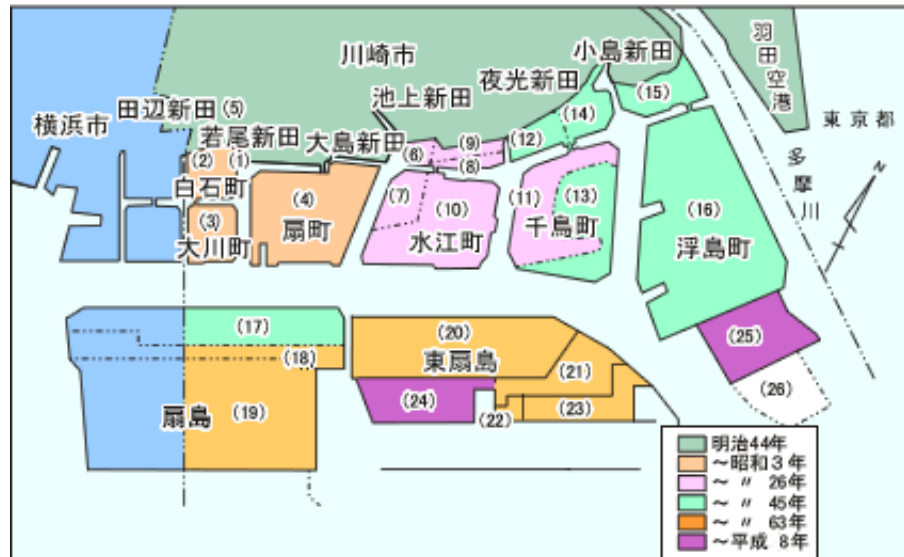 川崎市
小島新田
羽田空港
夜光新田
(15)
池上新田
(14)
東京都
田辺新田(5)
横浜市
若尾新田
大島新田
(6)
(9)
(12)
(8)
(2)
(1)
白石町
(7)
(11)
(13)
多摩川
(4)
(10)
(16)
(3)
扇町
水江町
千鳥町
浮島町
大川町
(17)
(20)
(25)
(18)
東扇島
(21)
(26)
扇島
(19)
(24)
(22)
(23)
N
明治44年
～昭和3年
～〃26年
～〃45年
～〃63年
～平成8年